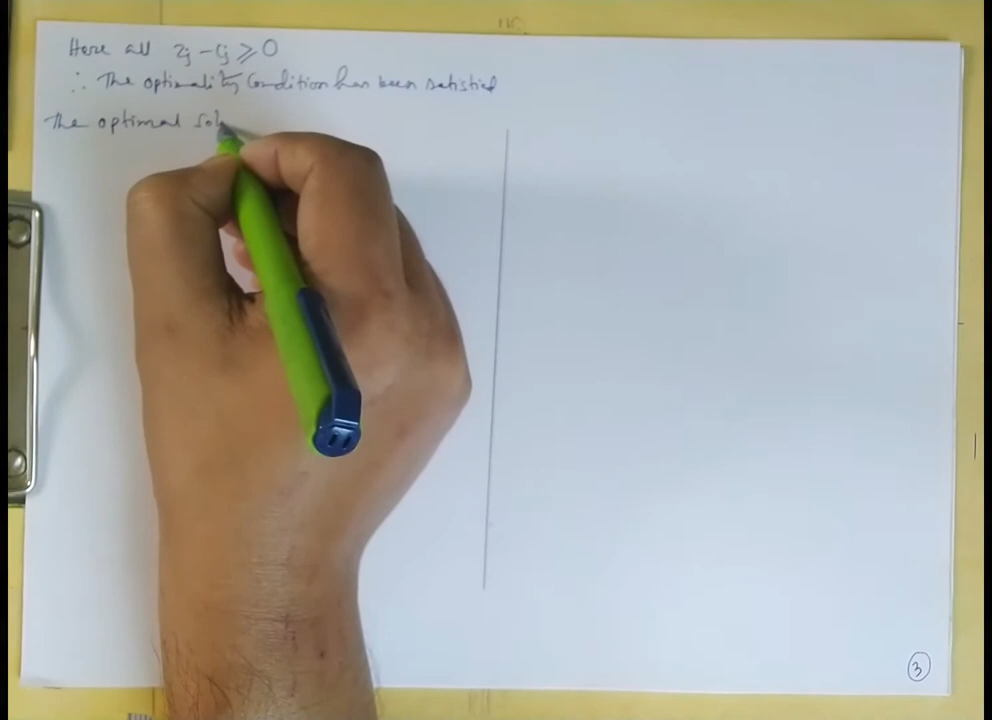 Here all Zj - Cj ≥ 0
∴ The optimality Condition has been satisfied
The optimal sol
3